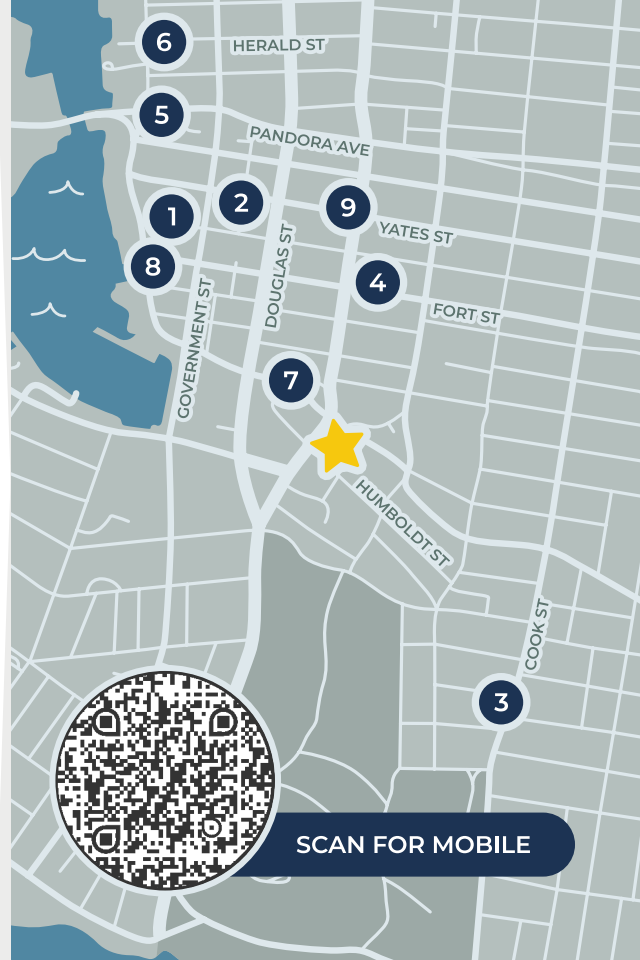 6
HERALD ST
5
PANDORA AVE
2
1
9
YATES ST
8
DOUGLAS ST
4
GOVERNMENT ST
FORT ST
7
HUMBOLDT ST
COOK ST
3
SCAN FOR MOBILE